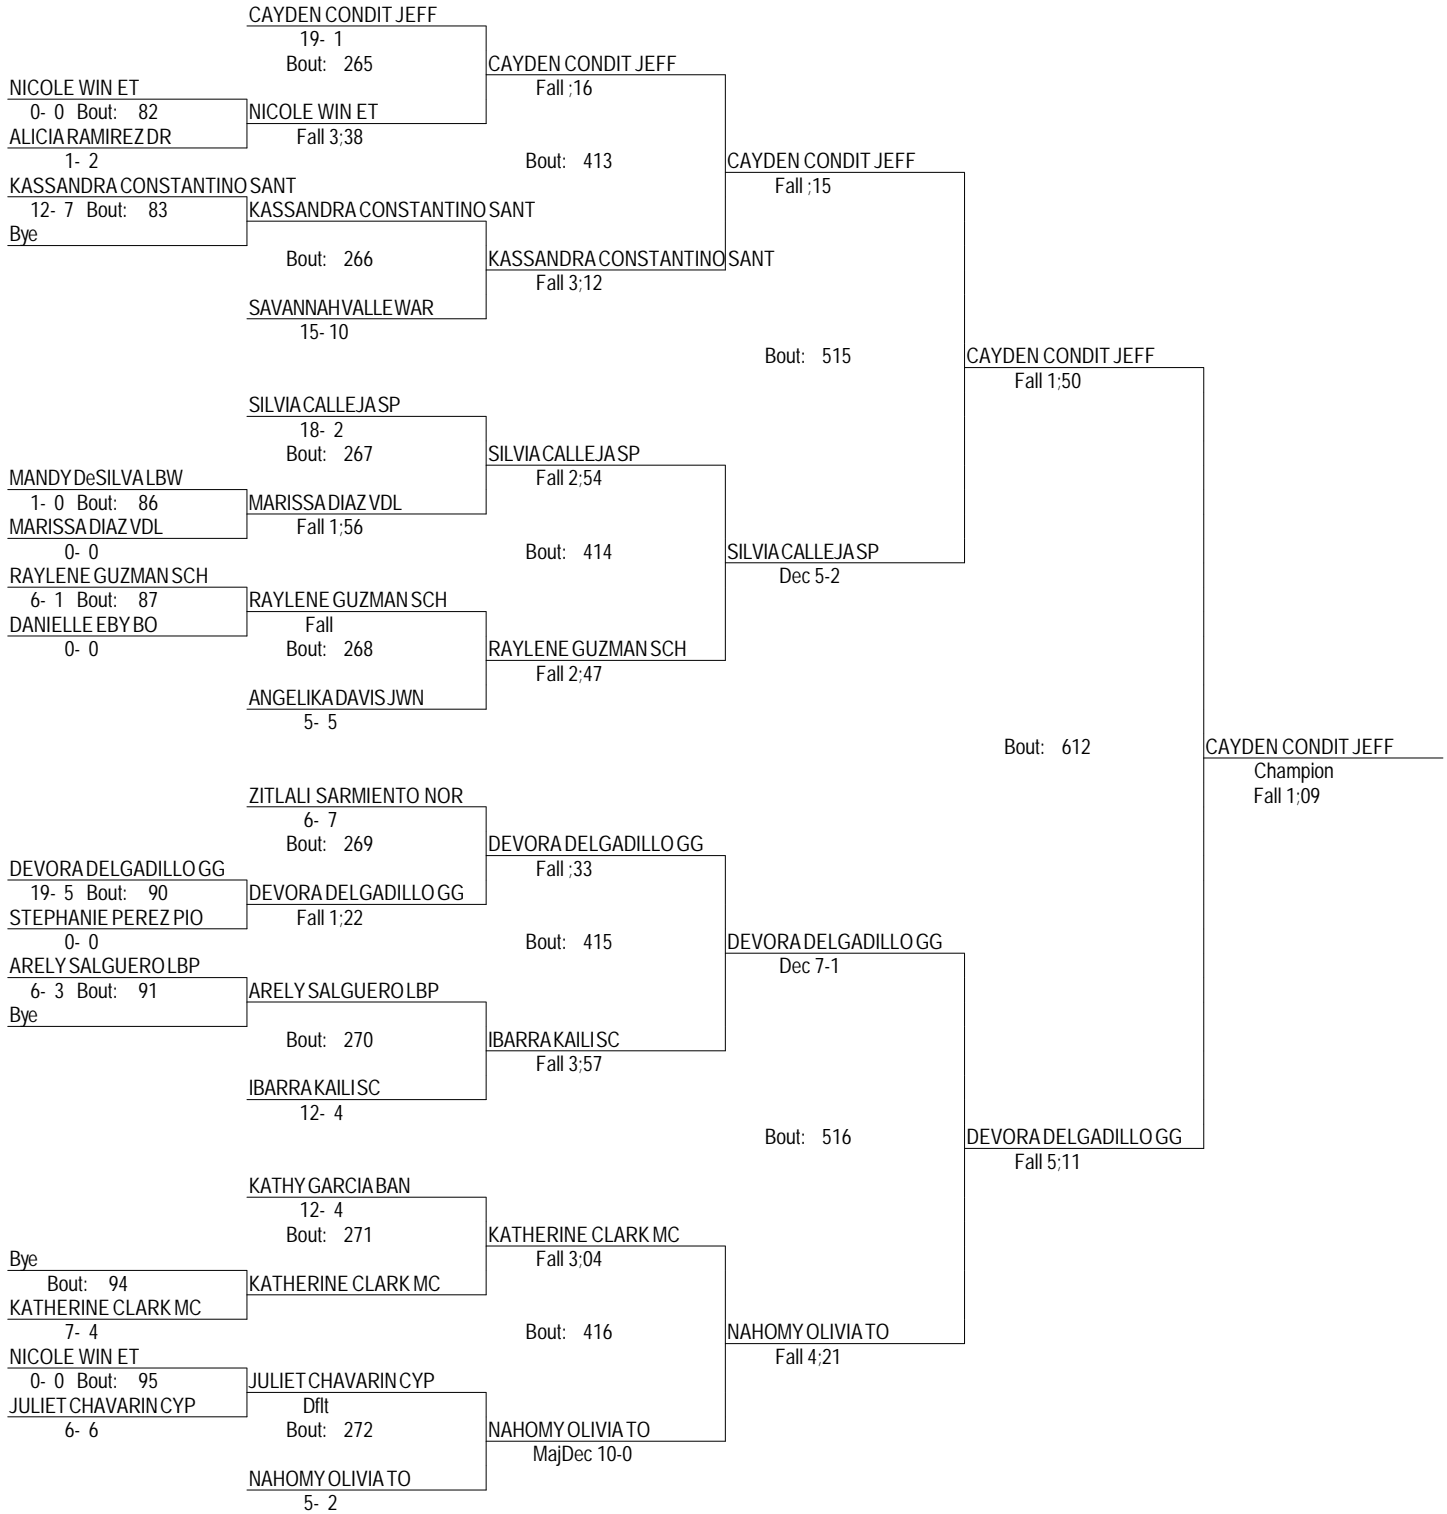 CAYDEN CONDIT JEFF
19- 1
Bout: 265
CAYDEN CONDIT JEFF
Fall ;16
NICOLE WIN ET
0- 0 Bout: 82
NICOLE WIN ET
Fall 3;38
ALICIA RAMIREZ DR
1- 2
Bout: 413
CAYDEN CONDIT JEFF
Fall ;15
KASSANDRA CONSTANTINO SANT
12- 7 Bout: 83
KASSANDRA CONSTANTINO SANT
Bye
Bout: 266
KASSANDRA CONSTANTINO SANT
Fall 3;12
SAVANNAH VALLE WAR
15- 10
Bout: 515
CAYDEN CONDIT JEFF
Fall 1;50
SILVIA CALLEJA SP
18- 2
Bout: 267
SILVIA CALLEJA SP
Fall 2;54
MANDY DeSILVA LBW
1- 0 Bout: 86
MARISSA DIAZ VDL
Fall 1;56
MARISSA DIAZ VDL
0- 0
Bout: 414
SILVIA CALLEJA SP
Dec 5-2
RAYLENE GUZMAN SCH
6- 1 Bout: 87
RAYLENE GUZMAN SCH
Fall
DANIELLE EBY BO
0- 0
Bout: 268
RAYLENE GUZMAN SCH
Fall 2;47
ANGELIKA DAVIS JWN
5- 5
Bout: 612
CAYDEN CONDIT JEFF
Champion
Fall 1;09
ZITLALI SARMIENTO NOR
6- 7
Bout: 269
DEVORA DELGADILLO GG
Fall ;33
DEVORA DELGADILLO GG
19- 5 Bout: 90
DEVORA DELGADILLO GG
Fall 1;22
STEPHANIE PEREZ PIO
0- 0
Bout: 415
DEVORA DELGADILLO GG
Dec 7-1
ARELY SALGUERO LBP
6- 3 Bout: 91
ARELY SALGUERO LBP
Bye
Bout: 270
IBARRA KAILI SC
Fall 3;57
IBARRA KAILI SC
12- 4
Bout: 516
DEVORA DELGADILLO GG
Fall 5;11
KATHY GARCIA BAN
12- 4
Bout: 271
KATHERINE CLARK MC
Fall 3;04
Bye
Bout: 94
KATHERINE CLARK MC
KATHERINE CLARK MC
7- 4
Bout: 416
NAHOMY OLIVIA TO
Fall 4;21
NICOLE WIN ET
0- 0 Bout: 95
JULIET CHAVARIN CYP
Dflt
JULIET CHAVARIN CYP
6- 6
Bout: 272
NAHOMY OLIVIA TO
MajDec 10-0
NAHOMY OLIVIA TO
5- 2